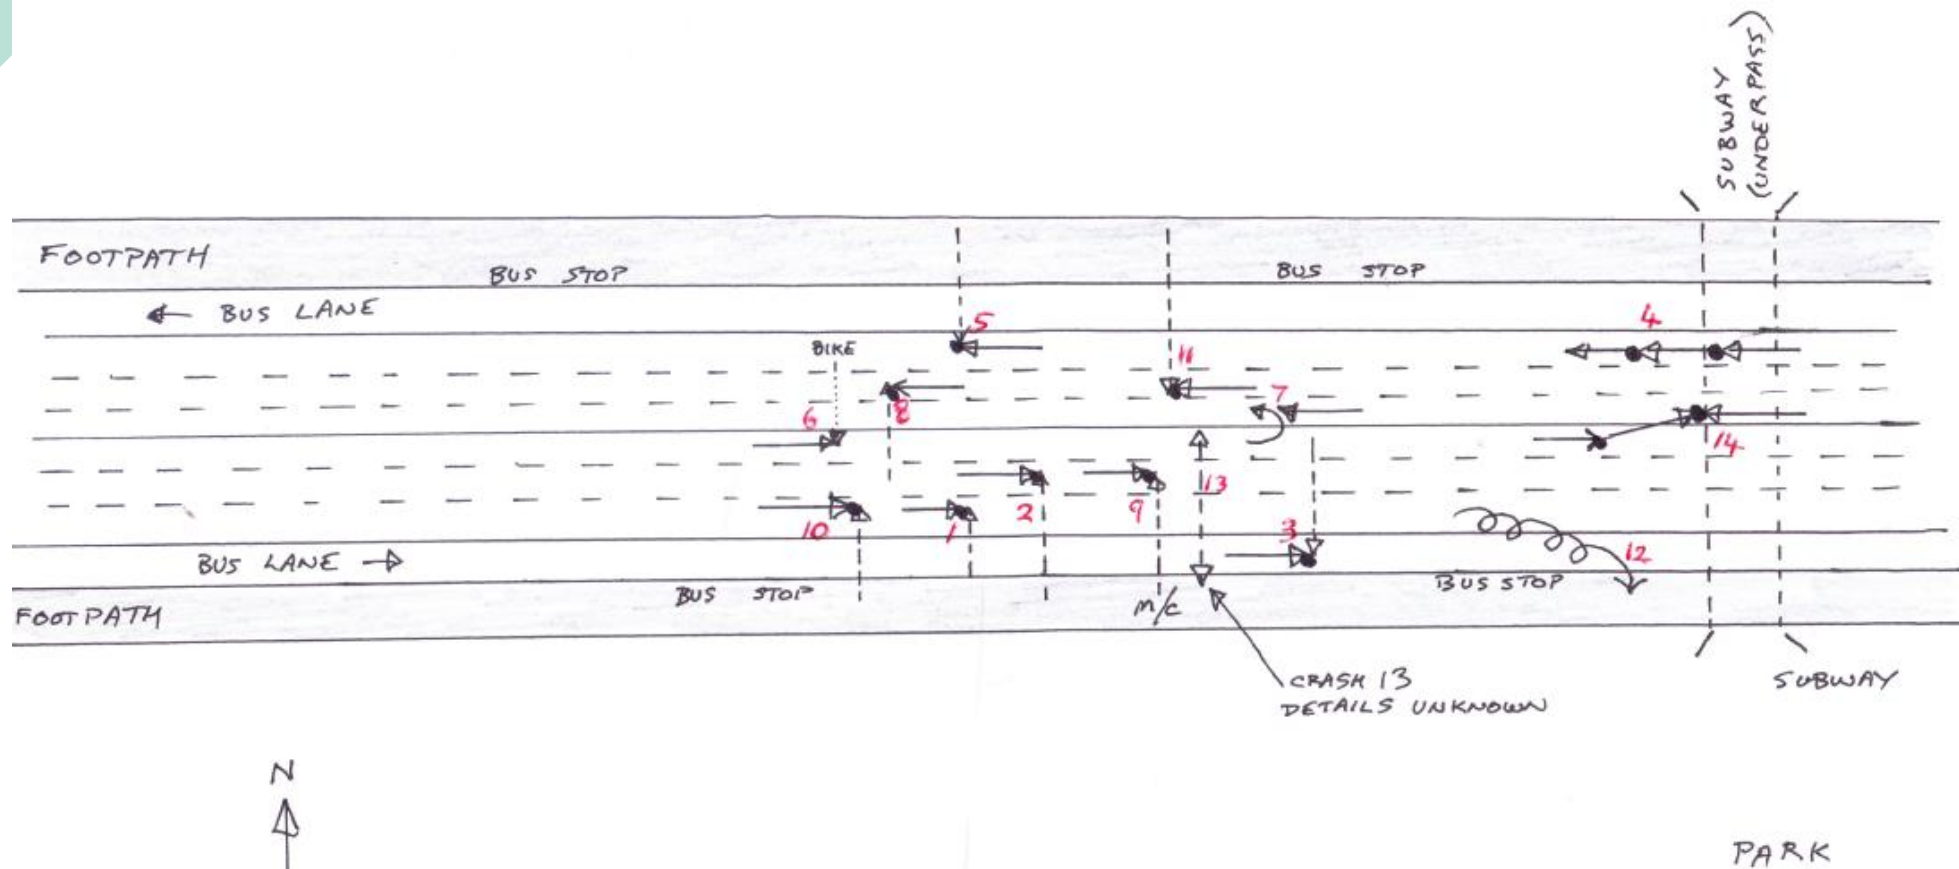 SUBWAY
(UNDERPASS)
FOOTPATH
BUS STOP
BUS STOP
← BUS LANE
5
4
BIKE
11
7
6
8
14
13
10
1
2
9
3
12
BUS LANE →
BUS STOP
BUS STOP
m/c
FOOTPATH
CRASH 13
DETAILS UNKNOWN
SUBWAY
N
PARK